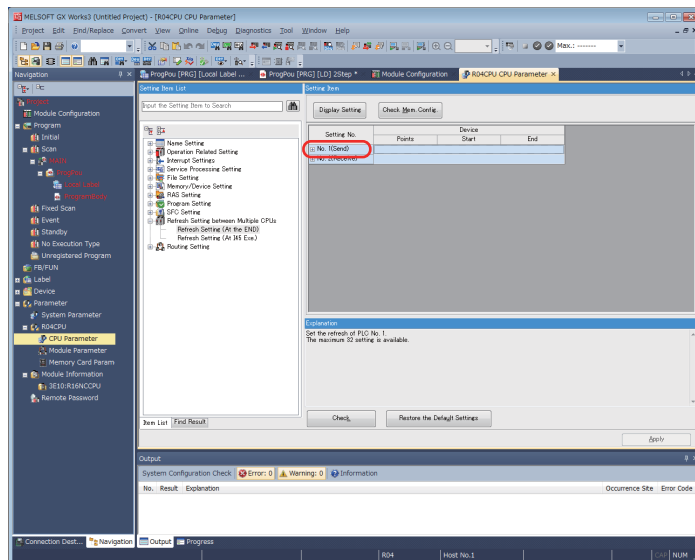 MELSOFT GX Works3 (Untitled Project) - [R04CPU CPU Parameter]
Project Edit Find/Replace Convert View Online Debug Diagnostics Tool Window Help
Max.: -------
Navigation
ProgPou [PRG] [Local Label ... ProgPou [PRG] [LD] 2Step * Module Configuration R04CPU CPU Parameter
Project
Module Configuration
Program
Initial
Scan
MAIN
ProgPou
Local Label
ProgramBody
Fixed Scan
Event
Standby
No Execution Type
Unregistered Program
FB/FUN
Label
Device
Parameter
System Parameter
R04CPU
CPU Parameter
Module Parameter
Memory Card Param
Module Information
3E10:R16NCCPU
Remote Password
Setting Item List
Input the Setting Item to Search
Name Setting
Operation Related Setting
Interrupt Settings
Service Processing Setting
File Setting
Memory/Device Setting
RAS Setting
Program Setting
SFC Setting
Refresh Setting between Multiple CPUs
Refresh Setting (At the END)
Refresh Setting (At I45 Exe.)
Routing Setting
Item List Find Result
Setting Item
Display Setting Check Mem.Config.
Setting No. Device
Points Start End
No. 1(Send)
No. 2(Receive)
Explanation
Set the refresh of PLC No. 1.
The maximum 32 setting is available.
Check Restore the Default Settings
Apply
Output
System Configuration Check Error: 0 Warning: 0 Information
No. Result Explanation Occurrence Site Error Code
Connection Dest... Navigation Output Progress
R04 Host No.1 CAP NUM